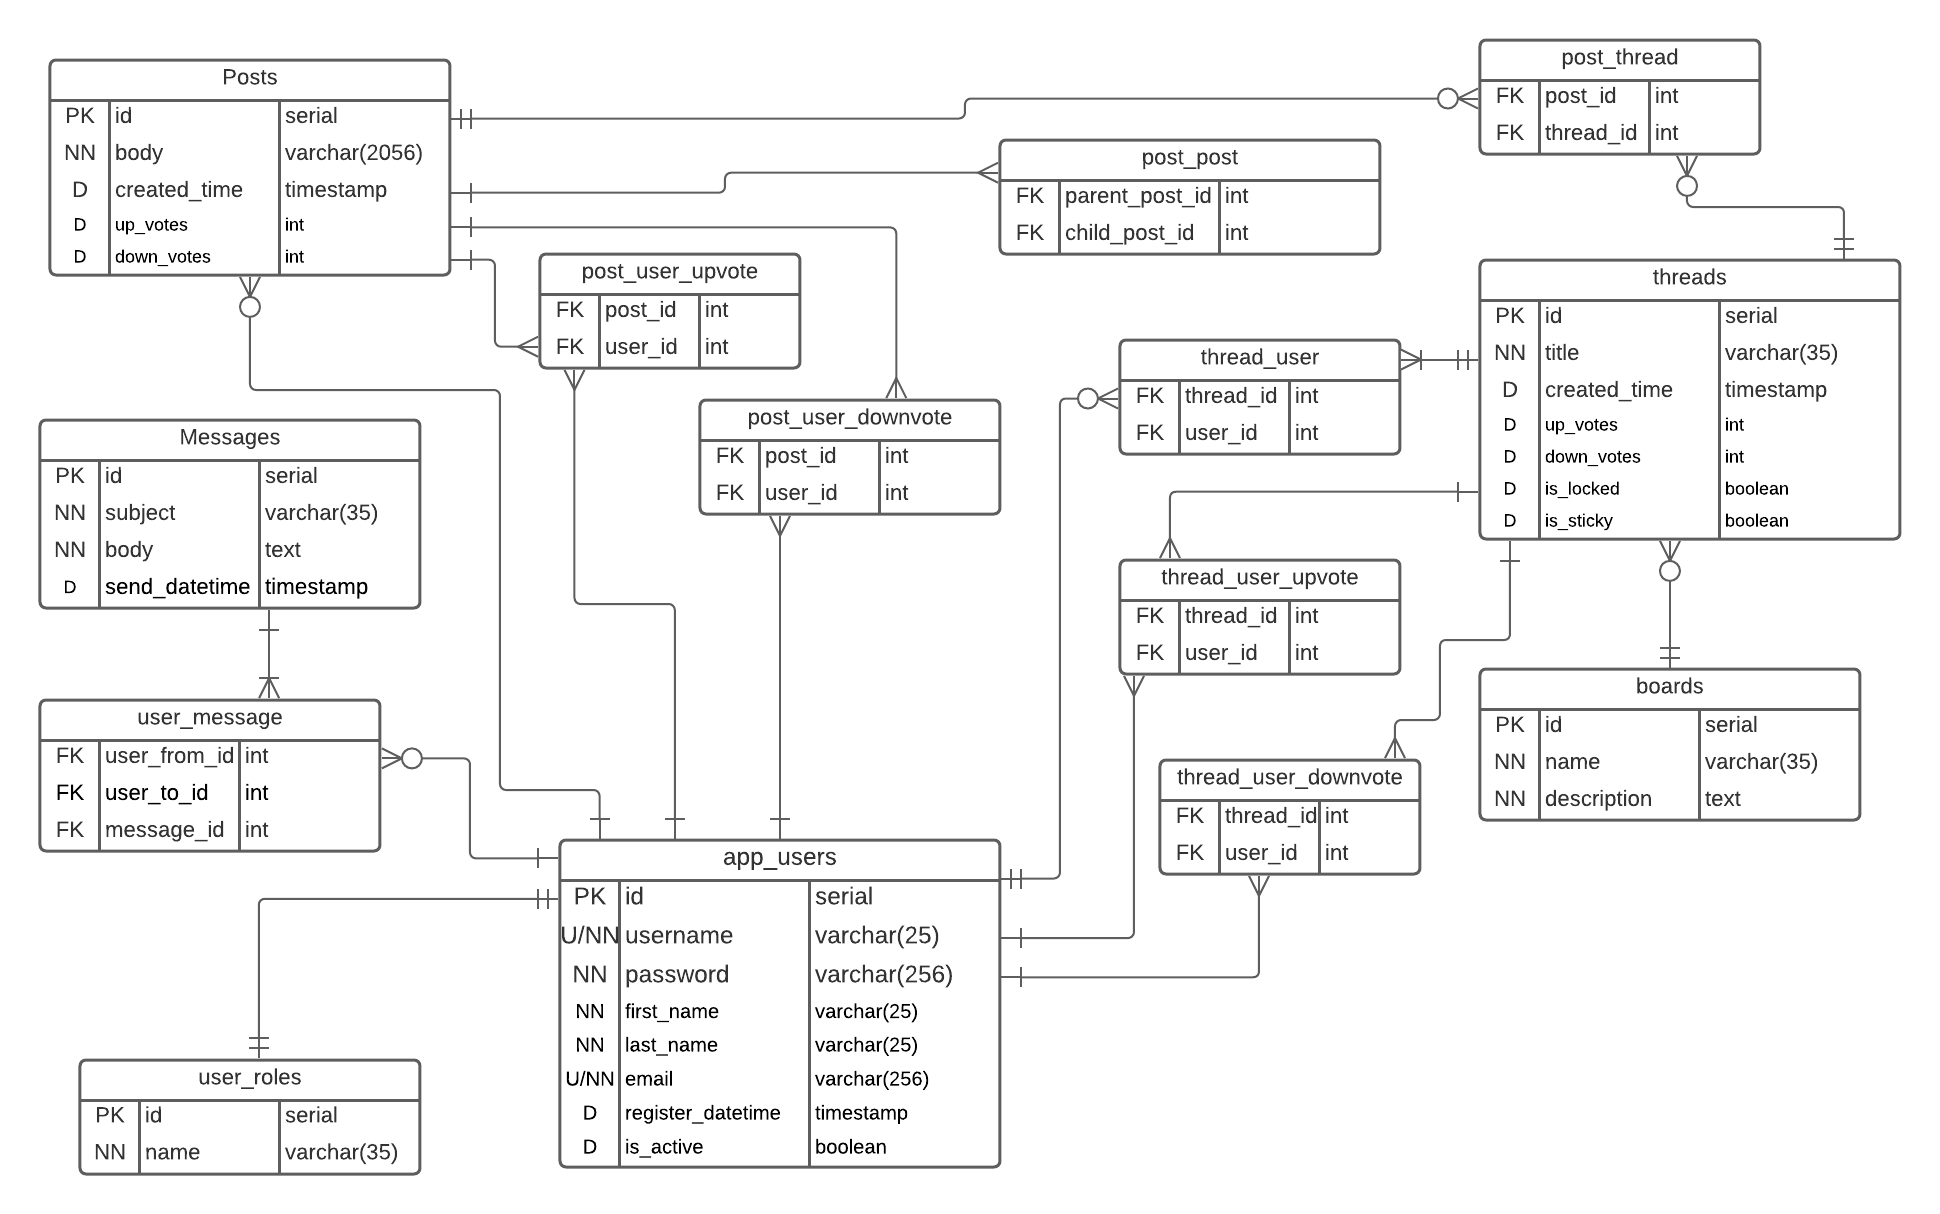 Posts
PK id serial
NN body varchar(2056)
D created_time timestamp
D up_votes int
D down_votes int
post_thread
FK post_id int
FK thread_id int
post_post
FK parent_post_id int
FK child_post_id int
post_user_upvote
FK post_id int
FK user_id int
threads
PK id serial
NN title varchar(35)
D created_time timestamp
D up_votes int
D down_votes int
D is_locked boolean
D is_sticky boolean
thread_user
FK thread_id int
FK user_id int
post_user_downvote
FK post_id int
FK user_id int
Messages
PK id serial
NN subject varchar(35)
NN body text
D send_datetime timestamp
thread_user_upvote
FK thread_id int
FK user_id int
boards
PK id serial
NN name varchar(35)
NN description text
user_message
FK user_from_id int
FK user_to_id int
FK message_id int
thread_user_downvote
FK thread_id int
FK user_id int
app_users
PK id serial
U/NN username varchar(25)
NN password varchar(256)
NN first_name varchar(25)
NN last_name varchar(25)
U/NN email varchar(256)
D register_datetime timestamp
D is_active boolean
user_roles
PK id serial
NN name varchar(35)